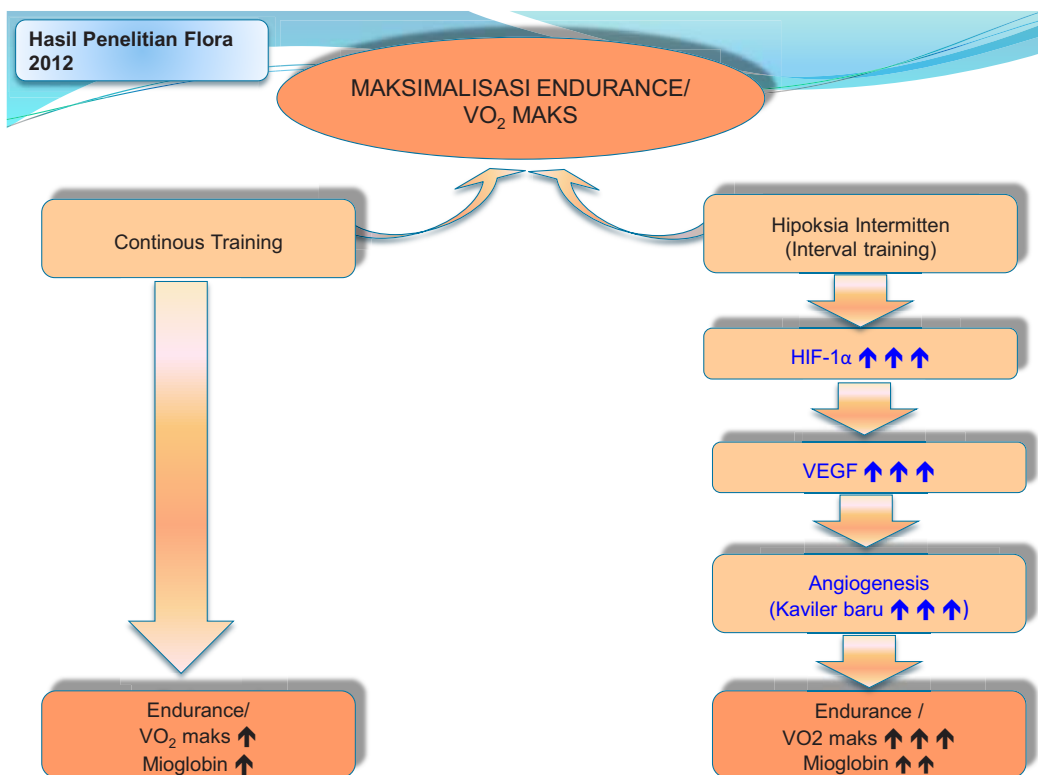 Hasil Penelitian Flora
2012
MAKSIMALISASI ENDURANCE/
VO₂ MAKS
Continous Training
Hipoksia Intermitten
(Interval training)
HIF-1α ↑ ↑ ↑
VEGF ↑ ↑ ↑
Angiogenesis
(Kaviler baru ↑ ↑ ↑)
Endurance/
VO₂ maks ↑
Mioglobin ↑
Endurance /
VO2 maks ↑ ↑ ↑
Mioglobin ↑ ↑